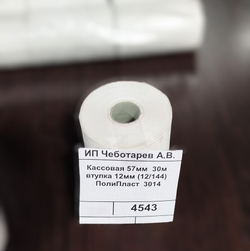 ИП Чеботарев А.В.
Кассовая 57мм 30м
втулка 12мм (12/144)
ПолиПласт 3014
4543